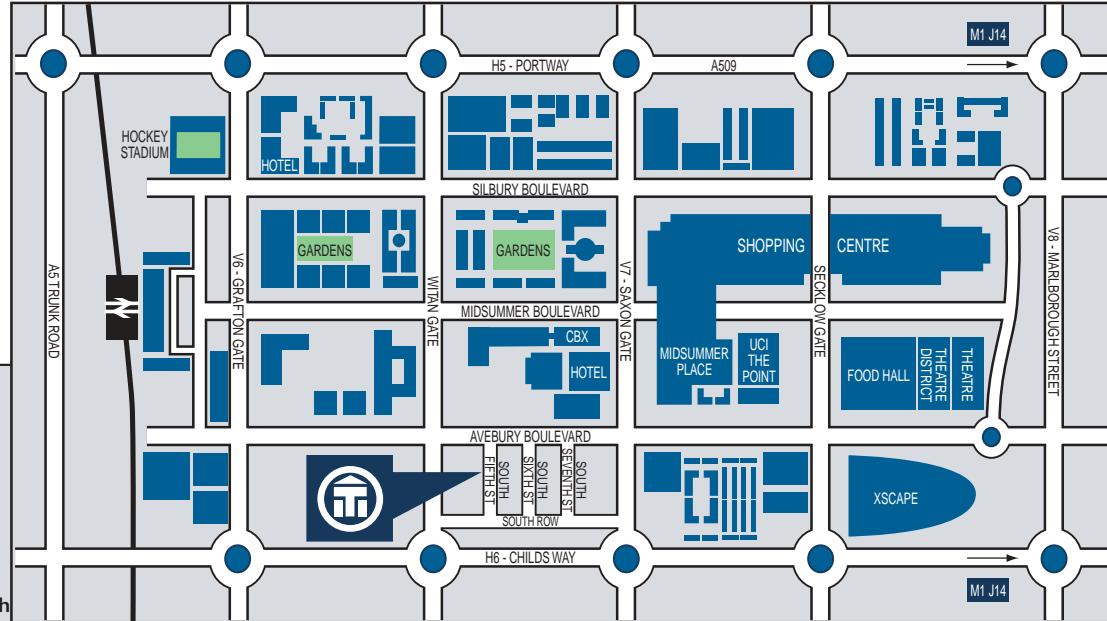 M1 J14
H5 - PORTWAY
A509
HOCKEY
STADIUM
HOTEL
SILBURY BOULEVARD
GARDENS
GARDENS
SHOPPING
CENTRE
A5 TRUNK ROAD
V6 - GRAFTON GATE
WITAN GATE
V7 - SAXON GATE
SECKLOW GATE
V8 - MARLBOROUGH STREET
MIDSUMMER BOULEVARD
CBX
HOTEL
MIDSUMMER
PLACE
UCI
THE
POINT
FOOD HALL
THEATRE
DISTRICT
THEATRE
AVEBURY BOULEVARD
SOUTH
FIFTH ST
SOUTH
SIXTH ST
SOUTH
SEVENTH ST
SOUTH ROW
XSCAPE
H6 - CHILDS WAY
M1 J14
h